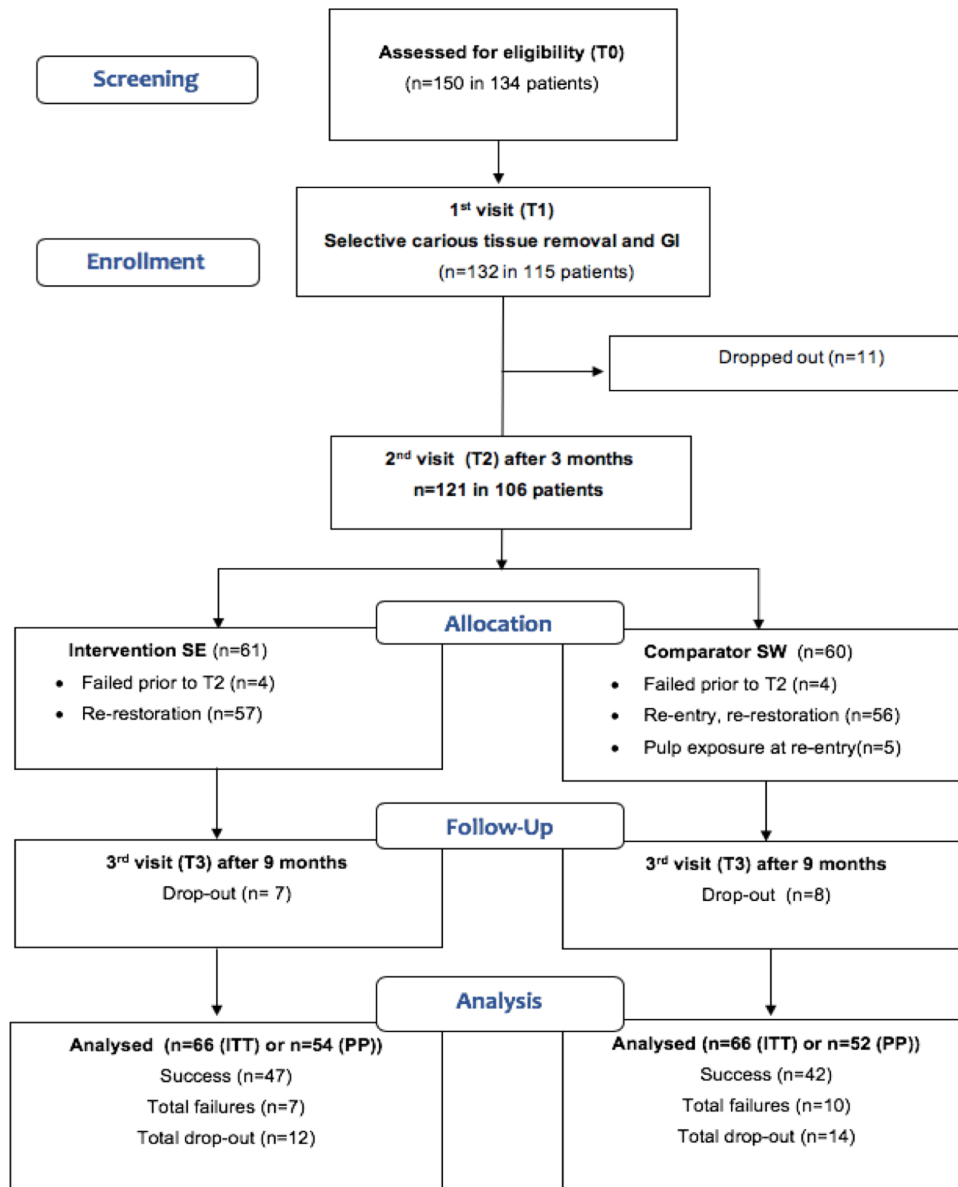 Assessed for eligibility (T0)
(n=150 in 134 patients)
Screening
1st visit (T1)
Selective carious tissue removal and GI
(n=132 in 115 patients)
Enrollment
Dropped out (n=11)
2nd visit (T2) after 3 months
n=121 in 106 patients
Allocation
Intervention SE (n=61)
• Failed prior to T2 (n=4)
• Re-restoration (n=57)
Comparator SW (n=60)
• Failed prior to T2 (n=4)
• Re-entry, re-restoration (n=56)
• Pulp exposure at re-entry(n=5)
Follow-Up
3rd visit (T3) after 9 months
Drop-out (n= 7)
3rd visit (T3) after 9 months
Drop-out (n=8)
Analysis
Analysed (n=66 (ITT) or n=54 (PP))
Success (n=47)
Total failures (n=7)
Total drop-out (n=12)
Analysed (n=66 (ITT) or n=52 (PP))
Success (n=42)
Total failures (n=10)
Total drop-out (n=14)